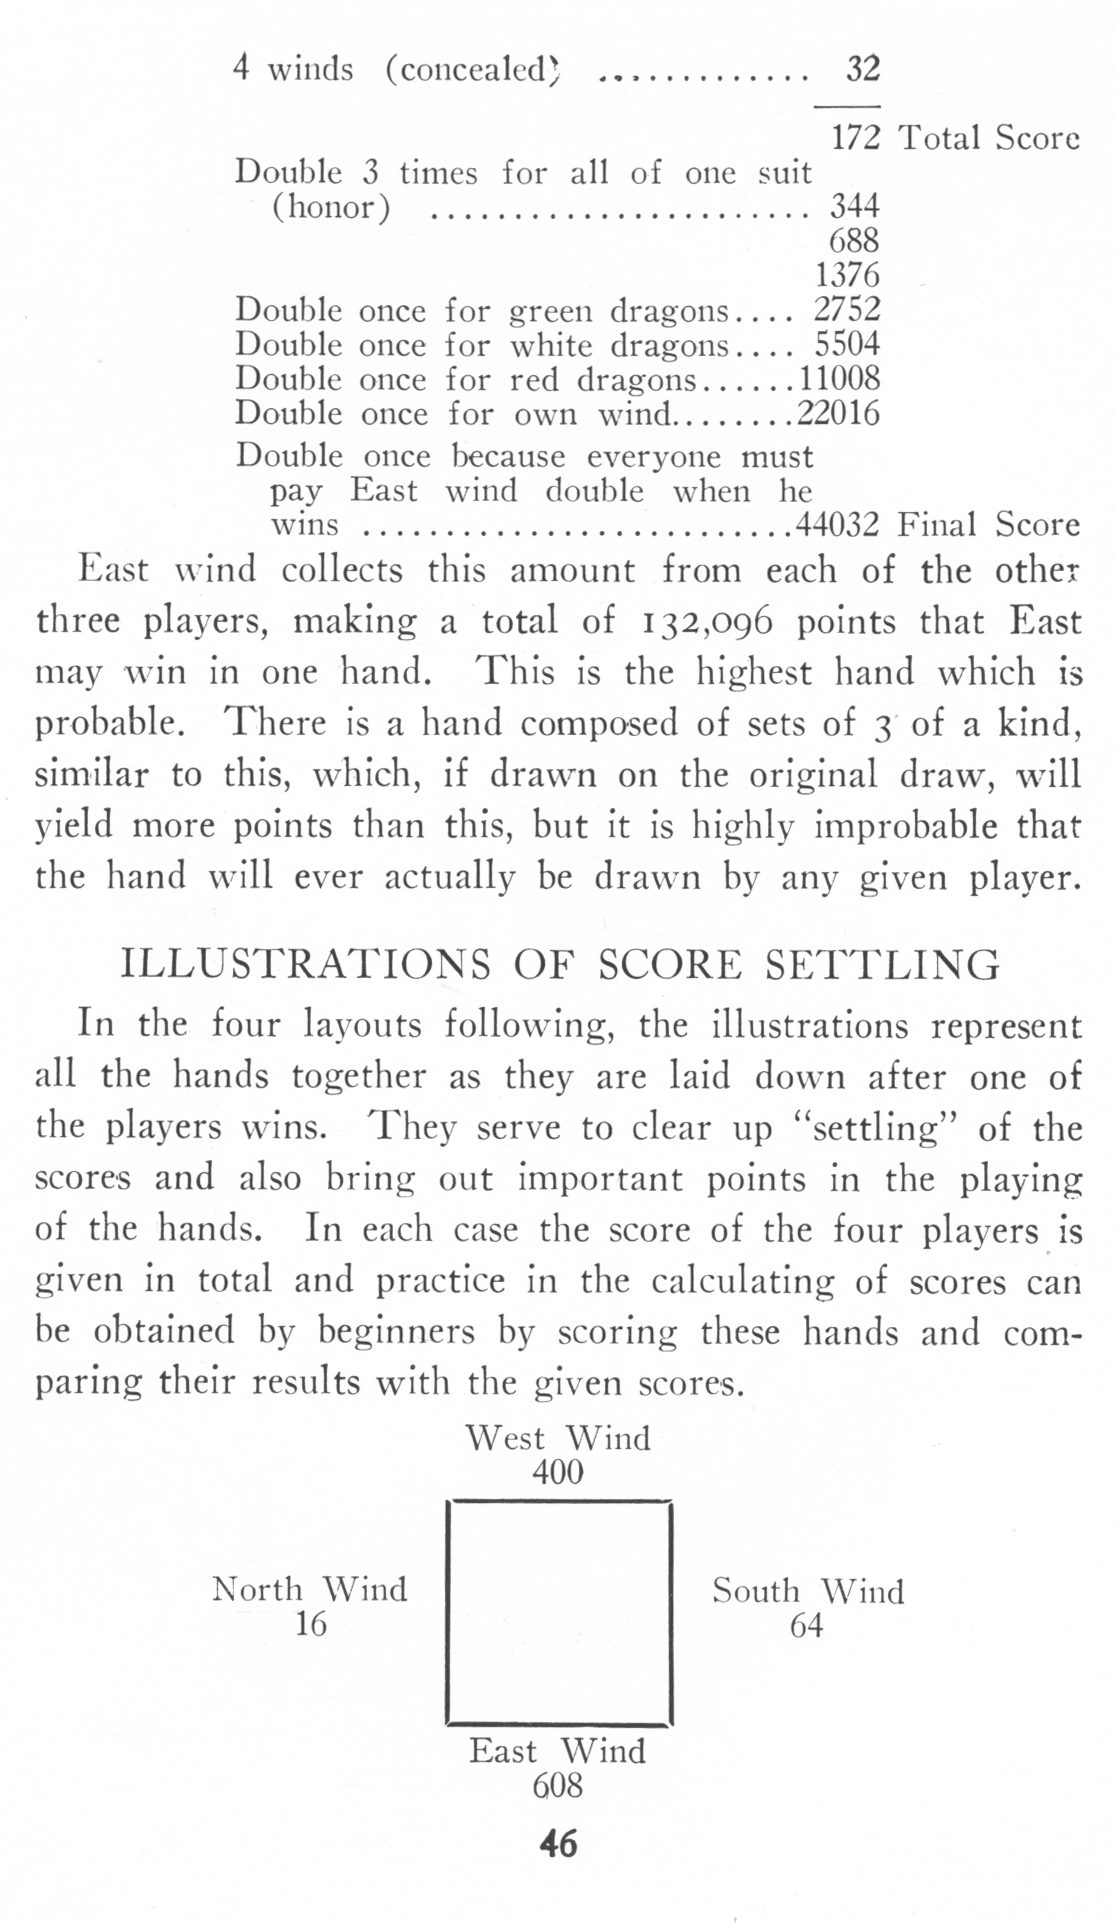 4 winds (concealed) ............. 32
172 Total Score
Double 3 times for all of one suit
(honor) ....................... 344
688
1376
Double once for green dragons.... 2752
Double once for white dragons.... 5504
Double once for red dragons......11008
Double once for own wind.........22016
Double once because everyone must
pay East wind double when he
wins ...........................44032 Final Score
East wind collects this amount from each of the other
three players, making a total of 132,096 points that East
may win in one hand. This is the highest hand which is
probable. There is a hand composed of sets of 3 of a kind,
similar to this, which, if drawn on the original draw, will
yield more points than this, but it is highly improbable that
the hand will ever actually be drawn by any given player.
ILLUSTRATIONS OF SCORE SETTLING
In the four layouts following, the illustrations represent
all the hands together as they are laid down after one of
the players wins. They serve to clear up “settling” of the
scores and also bring out important points in the playing
of the hands. In each case the score of the four players is
given in total and practice in the calculating of scores can
be obtained by beginners by scoring these hands and com-
paring their results with the given scores.
West Wind
400
North Wind
16
South Wind
64
East Wind
608
46